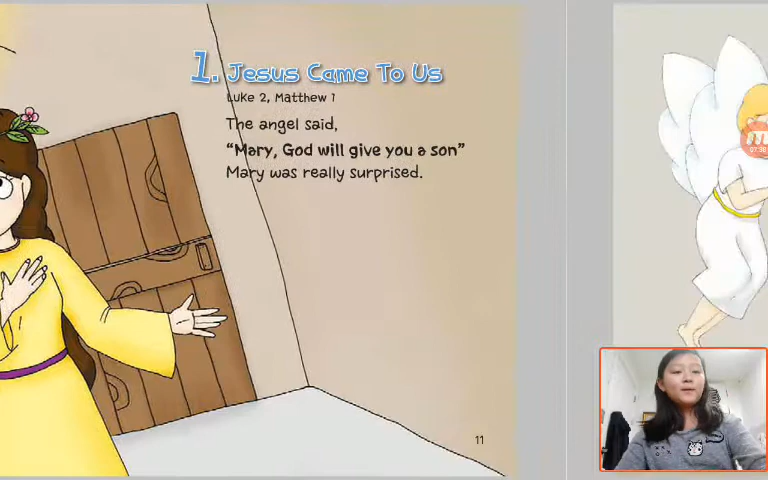 1. Jesus Came To Us
Luke 2, Matthew 1
The angel said,
“Mary, God will give you a son”
Mary was really surprised.
11